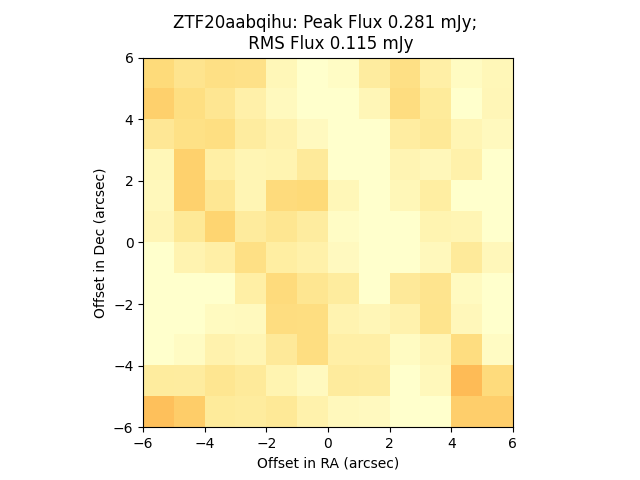 ZTF20aabqihu: Peak Flux 0.281 mJy;
RMS Flux 0.115 mJy
6
4
2
0
−2
−4
−6
Offset in Dec (arcsec)
−6 −4 −2 0 2 4 6
Offset in RA (arcsec)